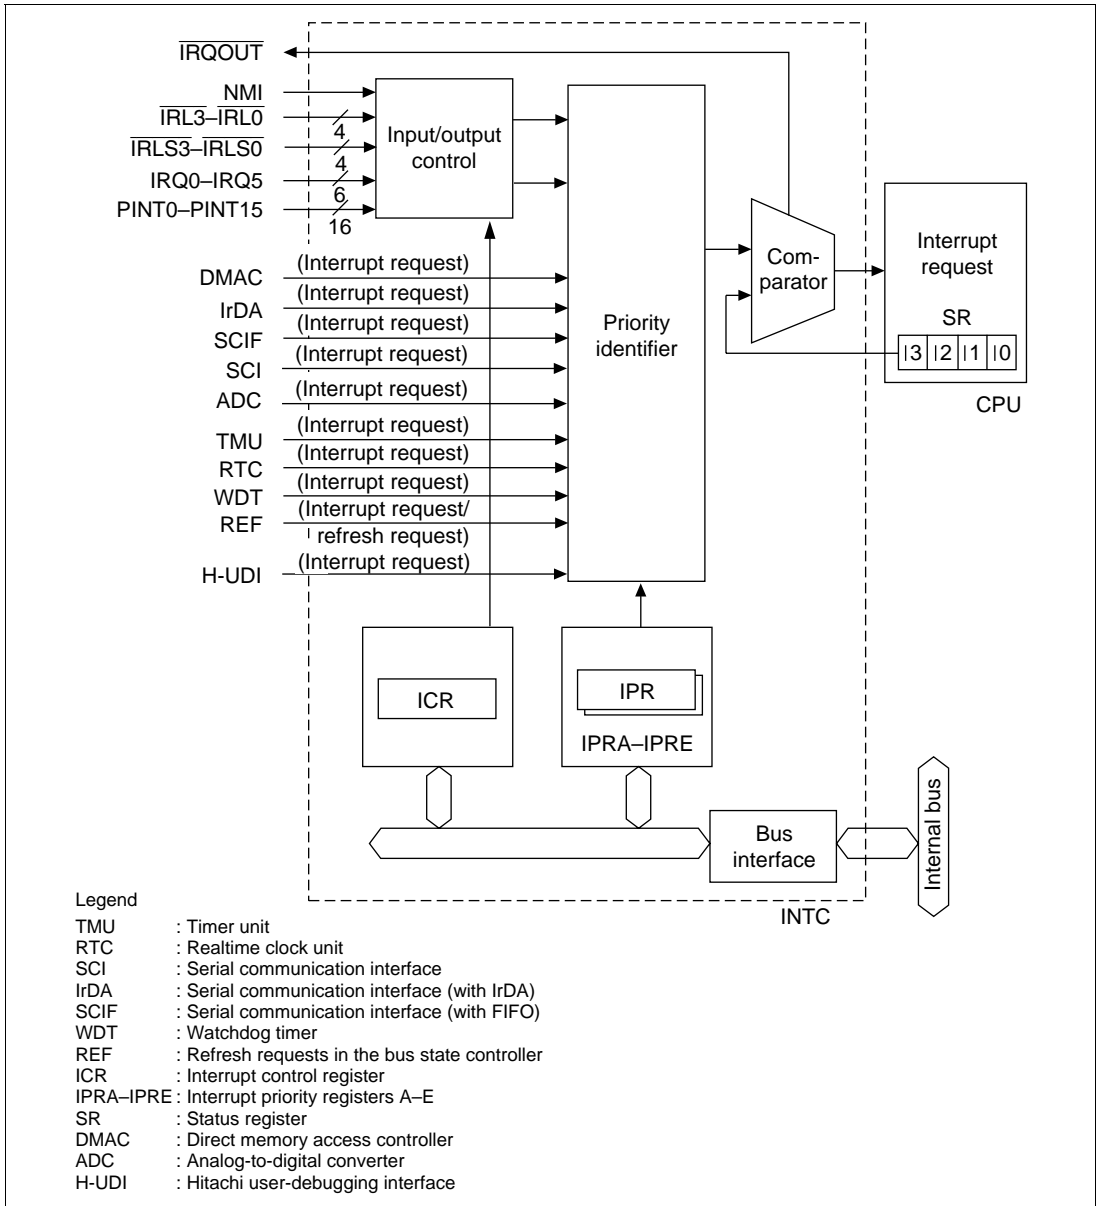 IRQOUT
NMI
IRL3–IRL0
4
IRLS3–IRLS0
4
IRQ0–IRQ5
6
PINT0–PINT15
16
Input/output
control
DMAC
(Interrupt request)
IrDA
(Interrupt request)
SCIF
(Interrupt request)
SCI
(Interrupt request)
ADC
(Interrupt request)
TMU
(Interrupt request)
RTC
(Interrupt request)
WDT
(Interrupt request)
REF
(Interrupt request/
refresh request)
H-UDI
(Interrupt request)
Priority
identifier
Com-
parator
Interrupt
request
SR
I3 I2 I1 I0
CPU
ICR
IPR
IPRA–IPRE
Bus
interface
Internal bus
INTC
Legend
TMU : Timer unit
RTC : Realtime clock unit
SCI : Serial communication interface
IrDA : Serial communication interface (with IrDA)
SCIF : Serial communication interface (with FIFO)
WDT : Watchdog timer
REF : Refresh requests in the bus state controller
ICR : Interrupt control register
IPRA–IPRE : Interrupt priority registers A–E
SR : Status register
DMAC : Direct memory access controller
ADC : Analog-to-digital converter
H-UDI : Hitachi user-debugging interface